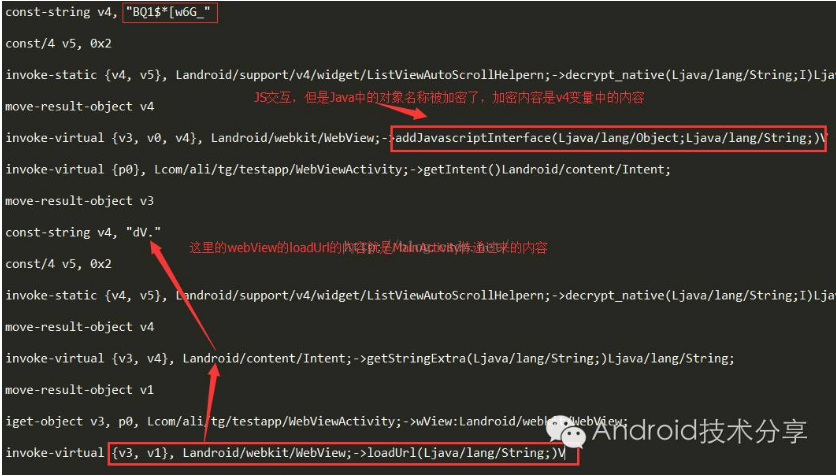 const-string v4, "BQ1$*[w6G_"
const/4 v5, 0x2
invoke-static {v4, v5}, Landroid/support/v4/widget/ListViewAutoScrollHelpern;->decrypt_native(Ljava/lang/String;I)Ljava
JS交互，但是Java中的对象名称被加密了，加密内容是v4变量中的内容
move-result-object v4
invoke-virtual {v3, v0, v4}, Landroid/webkit/WebView;->addJavascriptInterface(Ljava/lang/Object;Ljava/lang/String;)V
invoke-virtual {p0}, Lcom/ali/tg/testapp/WebViewActivity;->getIntent()Landroid/content/Intent;
move-result-object v3
const-string v4, "dV."
这里的webView的loadUrl的内容就是MainActivity传递过来的内容
const/4 v5, 0x2
invoke-static {v4, v5}, Landroid/support/v4/widget/ListViewAutoScrollHelpern;->decrypt_native(Ljava/lang/String;I)Ljava
move-result-object v4
invoke-virtual {v3, v4}, Landroid/content/Intent;->getStringExtra(Ljava/lang/String;)Ljava/lang/String;
move-result-object v1
iget-object v3, p0, Lcom/ali/tg/testapp/WebViewActivity;->wView:Landroid/webkit/WebView;
invoke-virtual {v3, v1}, Landroid/webkit/WebView;->loadUrl(Ljava/lang/String;)V
Android技术分享